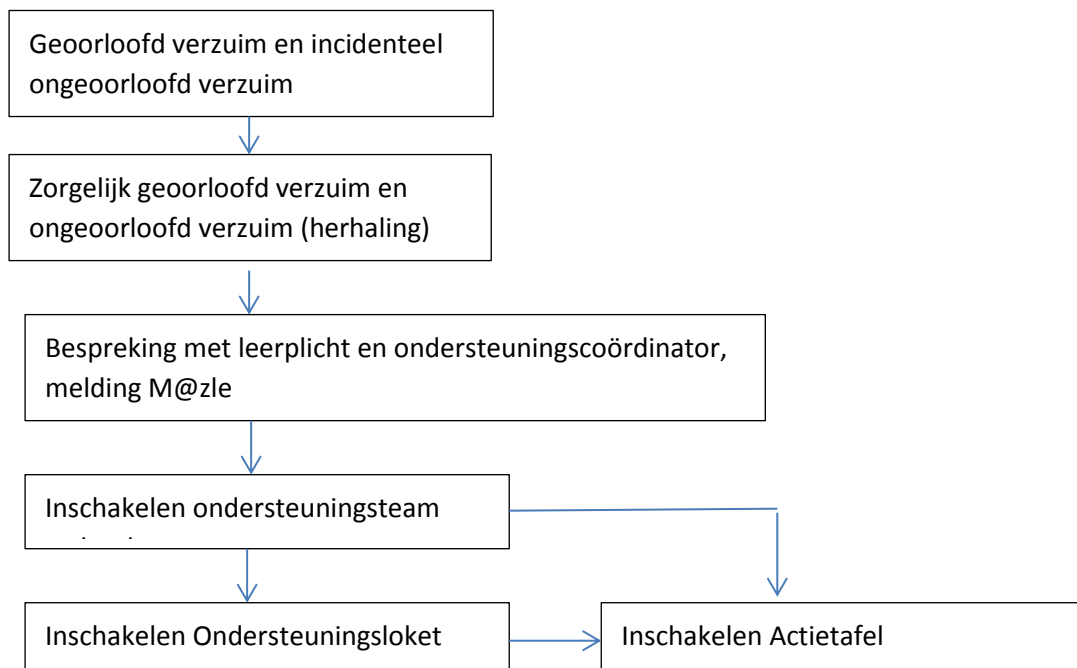 Geoorloofd verzuim en incidenteel
ongeoorloofd verzuim
Zorgelijk geoorloofd verzuim en
ongeoorloofd verzuim (herhaling)
Bespreking met leerplicht en ondersteuningscoördinator,
melding M@zle
Inschakelen ondersteuningsteam
Inschakelen Ondersteuningsloket
Inschakelen Actietafel